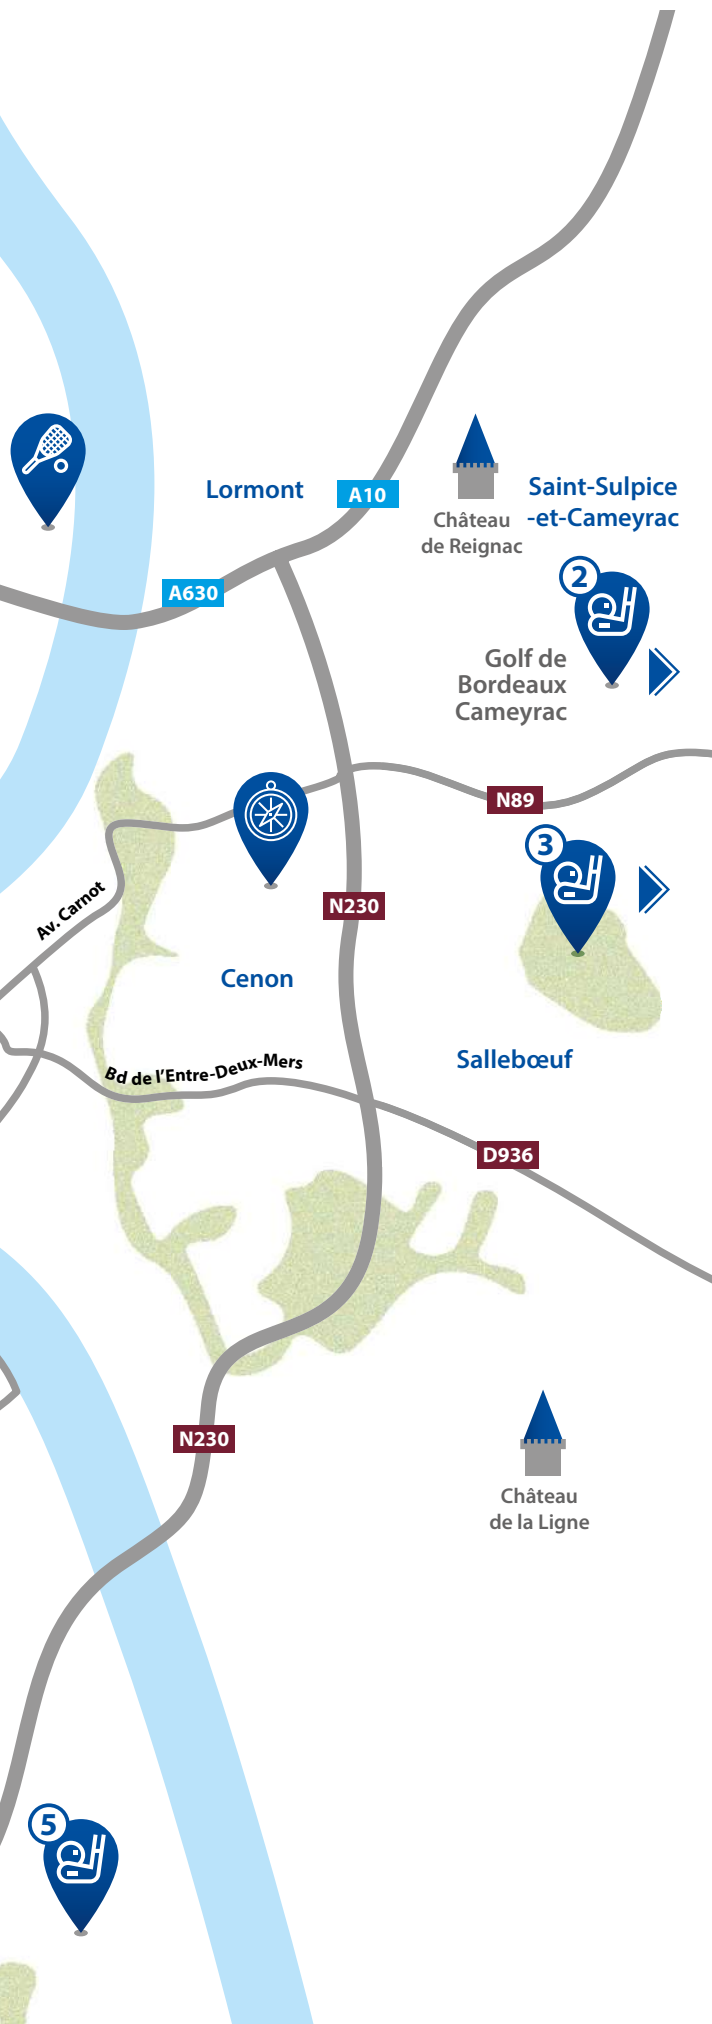 Lormont
A10
Château
de Reignac
Saint-Sulpice
-et-Cameyrac
A630
2
Golf de
Bordeaux
Cameyrac
N89
3
Av. Carnot
N230
Cenon
Bd de l'Entre-Deux-Mers
Sallebœuf
D936
N230
Château
de la Ligne
5